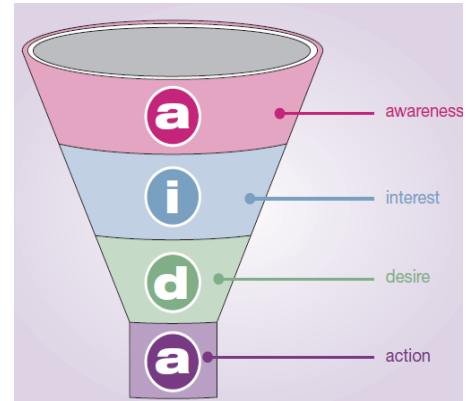 a
awareness
i
interest
d
desire
a
action